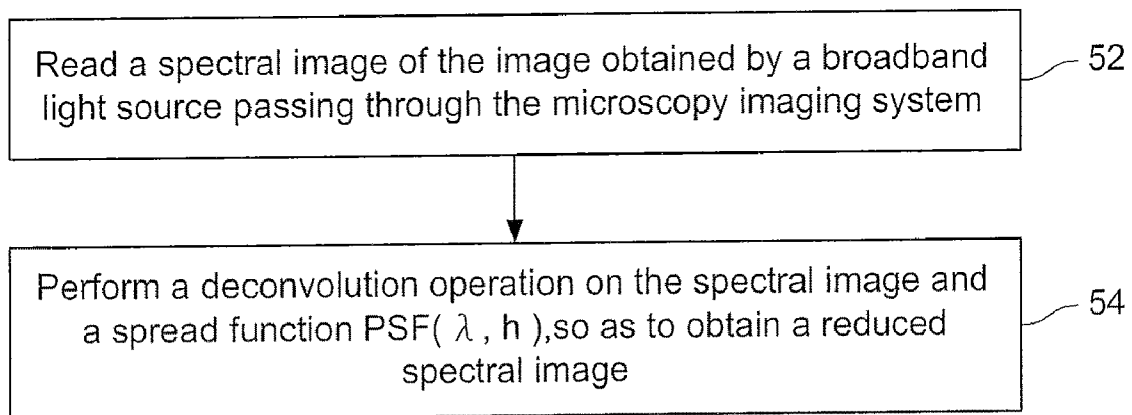 Read a spectral image of the image obtained by a broadband
light source passing through the microscopy imaging system
52
Perform a deconvolution operation on the spectral image and
a spread function PSF( λ , h ),so as to obtain a reduced
spectral image
54